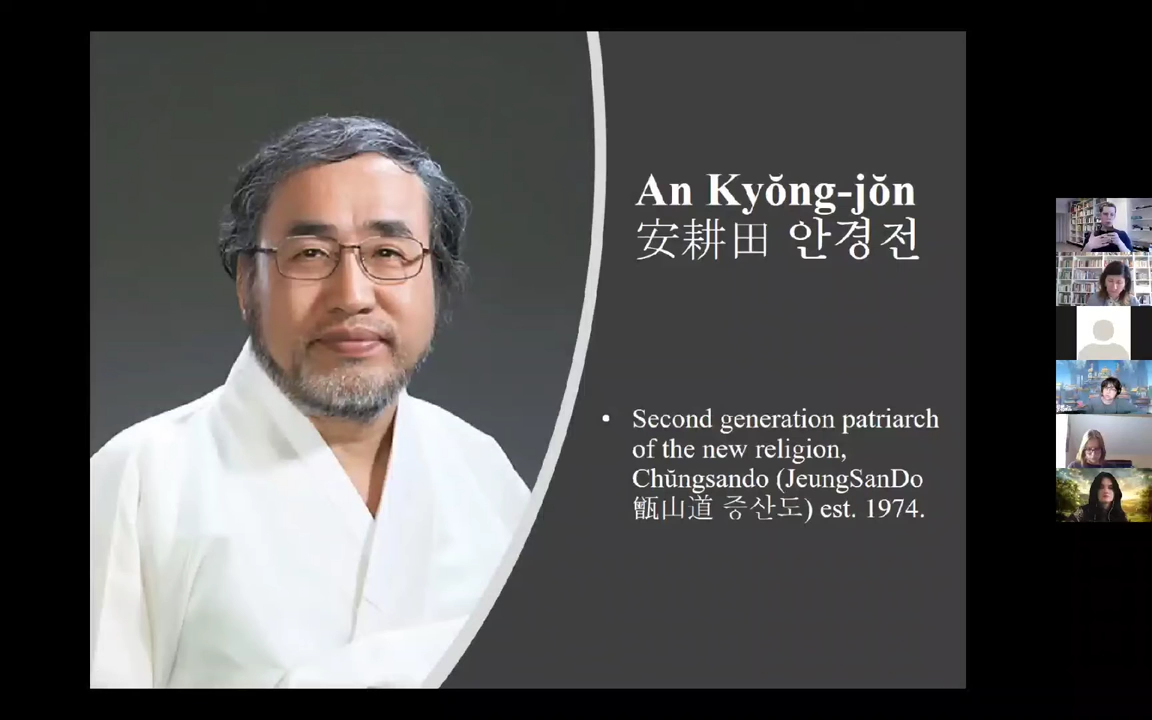 An Kyŏng-jŏn
安耕田 안경전
• Second generation patriarch
of the new religion,
Chŭngsando (JeungSanDo
甑山道 증산도) est. 1974.